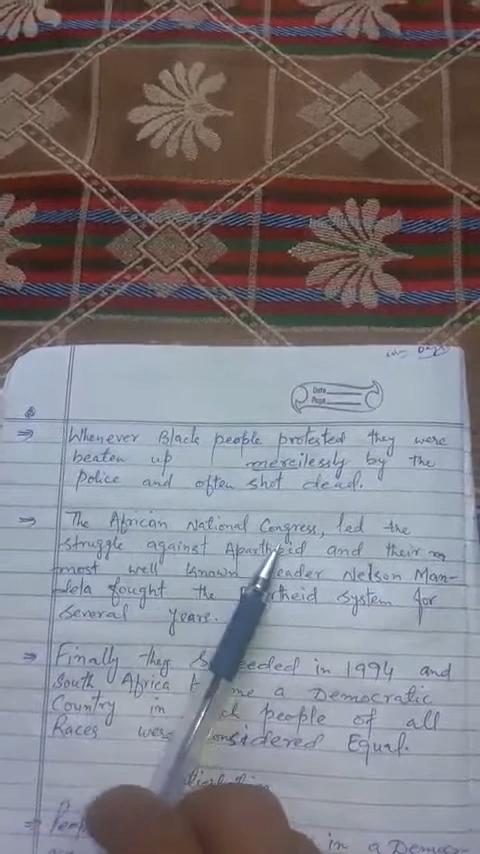 Date
Page
⇒ Whenever Black people protested they were
beaten up mercilessly by the
Police and often shot dead.
⇒ The African National Congress, led the
struggle against Apartheid and their
most well known leader Nelson Man-
dela fought the system for
several years.
⇒ Finally they in 1994 and
South Africa a Democratic
Country in people of all
Races were considered Equal.
⇒ in a Democ-